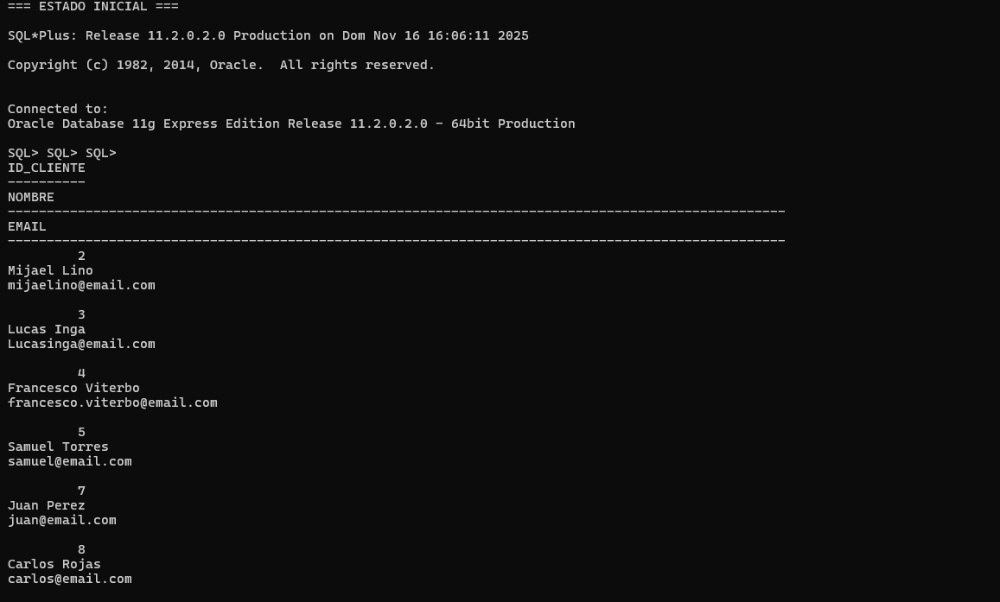 === ESTADO INICIAL ===
SQL*Plus: Release 11.2.0.2.0 Production on Dom Nov 16 16:06:11 2025
Copyright (c) 1982, 2014, Oracle.  All rights reserved.
Connected to:
Oracle Database 11g Express Edition Release 11.2.0.2.0 - 64bit Production
SQL> SQL> SQL>
ID_CLIENTE
----------
NOMBRE
----------------------------------------------------------------------------------------------------
EMAIL
----------------------------------------------------------------------------------------------------
2
Mijael Lino
mijaelino@email.com
3
Lucas Inga
Lucasinga@email.com
4
Francesco Viterbo
francesco.viterbo@email.com
5
Samuel Torres
samuel@email.com
7
Juan Perez
juan@email.com
8
Carlos Rojas
carlos@email.com